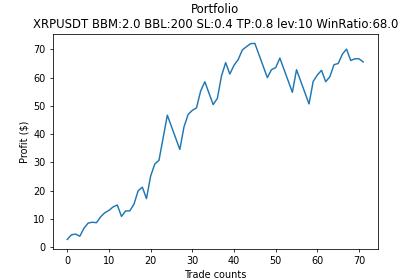 Portfolio
XRPUSDT BBM:2.0 BBL:200 SL:0.4 TP:0.8 lev:10 WinRatio:68.0
70
60
50
40
30
20
10
0
Profit ($)
0 10 20 30 40 50 60 70
Trade counts